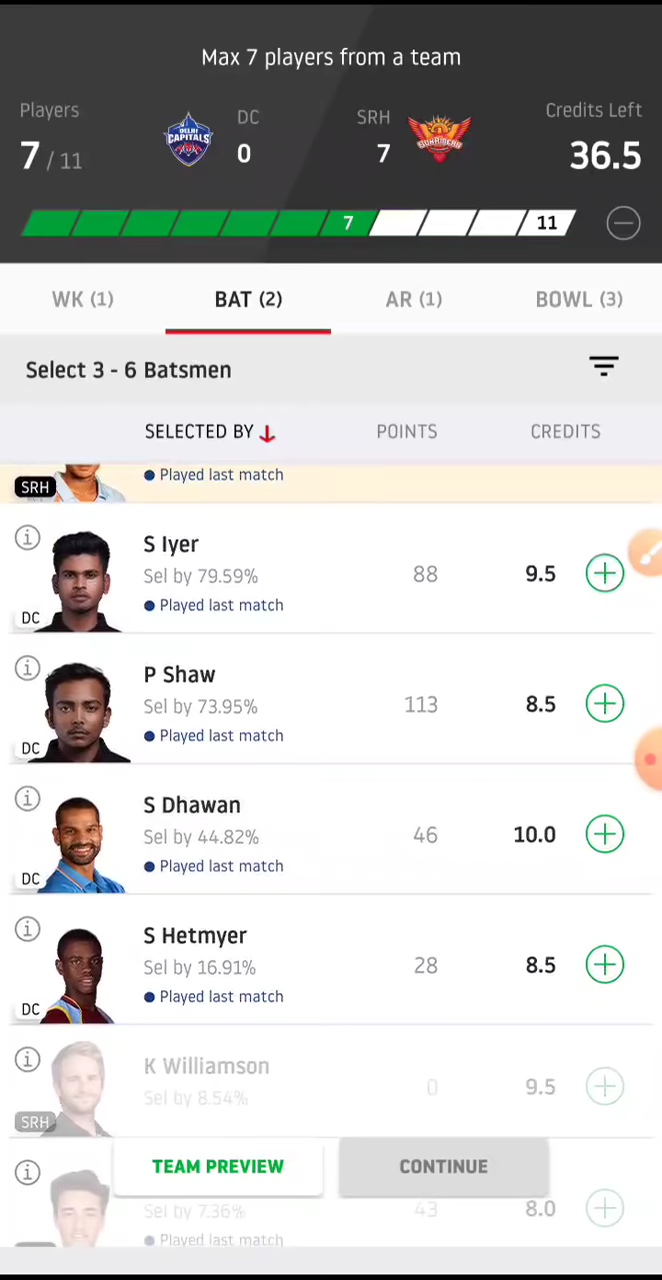 Max 7 players from a team
Players DC SRH Credits Left
7 / 11 0 7 36.5
DELHI CAPITALS
SUNRISERS
7 11
WK (1) BAT (2) AR (1) BOWL (3)
Select 3 - 6 Batsmen
SELECTED BY POINTS CREDITS
SRH Played last match
S Iyer
Sel by 79.59% 88 9.5
Played last match
DC
P Shaw
Sel by 73.95% 113 8.5
Played last match
DC
S Dhawan
Sel by 44.82% 46 10.0
Played last match
DC
S Hetmyer
Sel by 16.91% 28 8.5
Played last match
DC
K Williamson
Sel by 8.54% 0 9.5
SRH
TEAM PREVIEW CONTINUE
Sel by 7.36% 43 8.0
Played last match